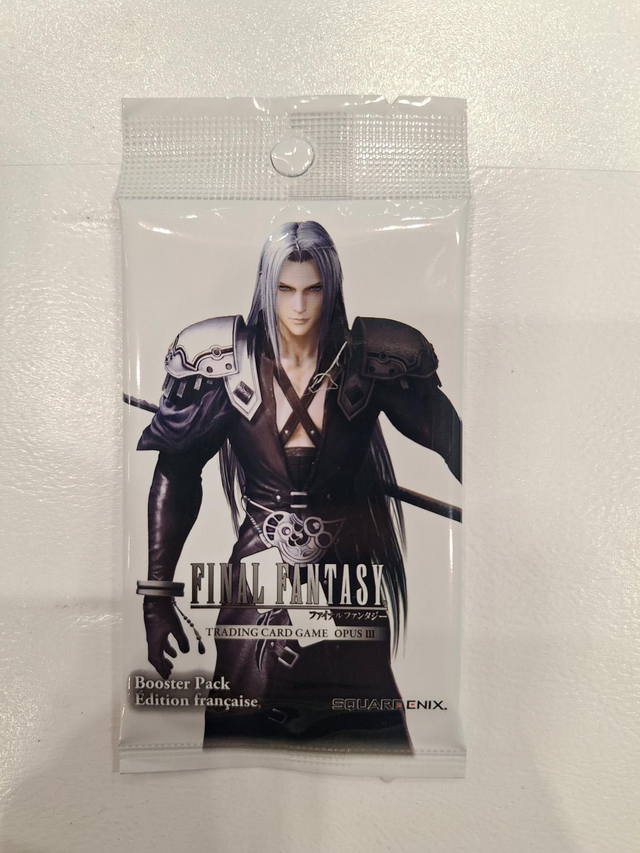 FINAL FANTASY
ファイナルファンタジー
TRADING CARD GAME OPUS III
Booster Pack
Édition française
SQUARE ENIX.